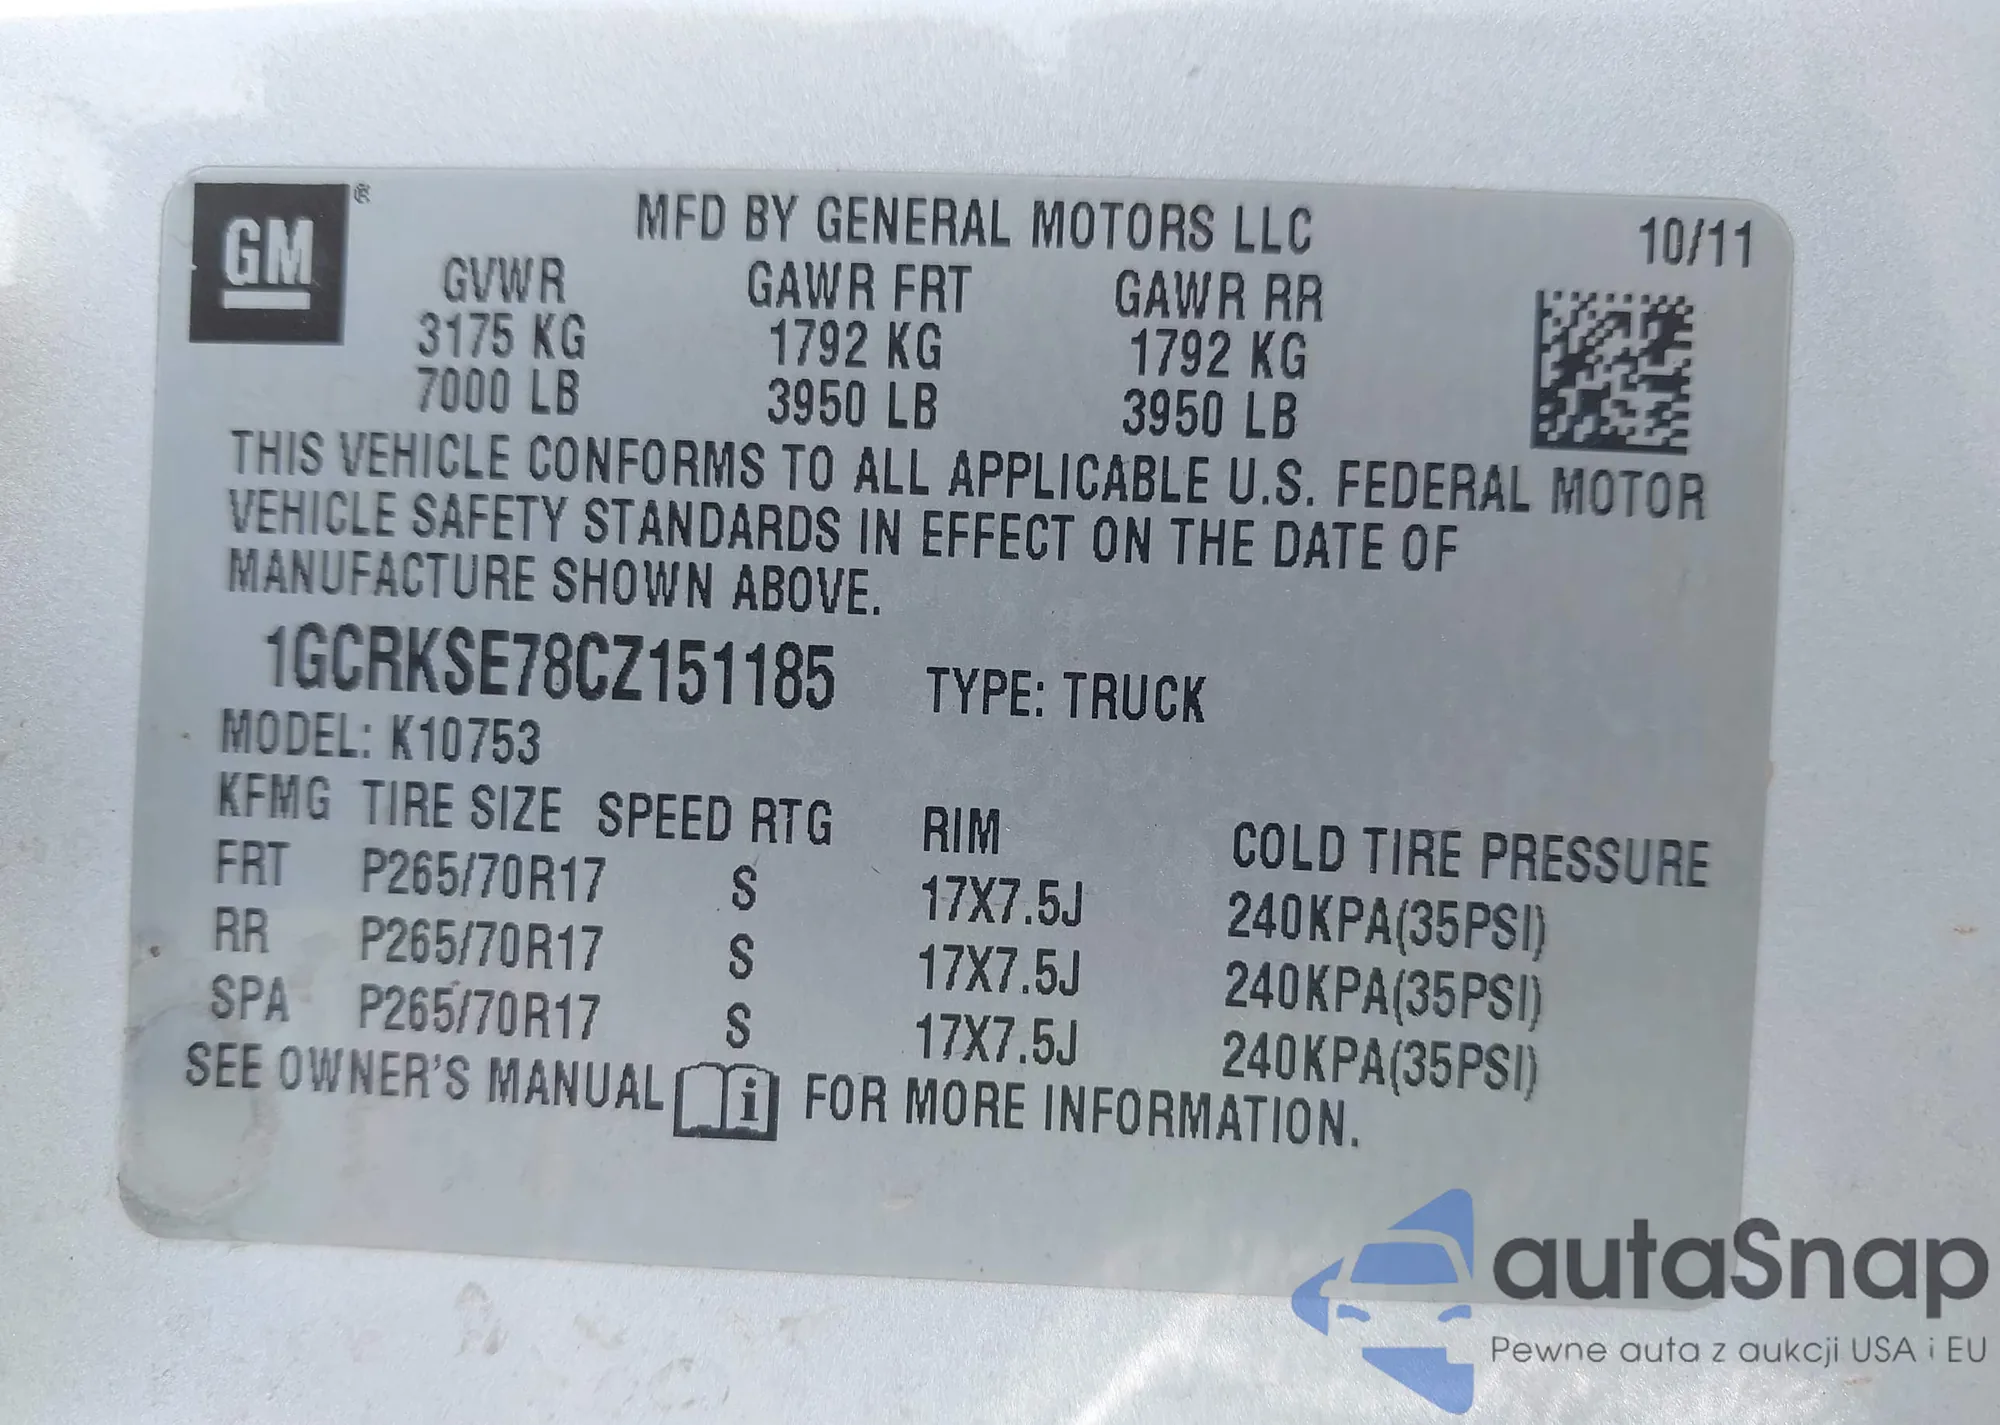 GM®
MFD BY GENERAL MOTORS LLC 10/11
GVWR GAWR FRT GAWR RR
3175 KG 1792 KG 1792 KG
7000 LB 3950 LB 3950 LB
THIS VEHICLE CONFORMS TO ALL APPLICABLE U.S. FEDERAL MOTOR
VEHICLE SAFETY STANDARDS IN EFFECT ON THE DATE OF
MANUFACTURE SHOWN ABOVE.
1GCRKSE78CZ151185 TYPE: TRUCK
MODEL: K10753
KFMG TIRE SIZE SPEED RTG RIM COLD TIRE PRESSURE
FRT P265/70R17 S 17X7.5J 240KPA(35PSI)
RR P265/70R17 S 17X7.5J 240KPA(35PSI)
SPA P265/70R17 S 17X7.5J 240KPA(35PSI)
SEE OWNER'S MANUAL i FOR MORE INFORMATION.
autaSnap
Pewne auta z aukcji USA i EU